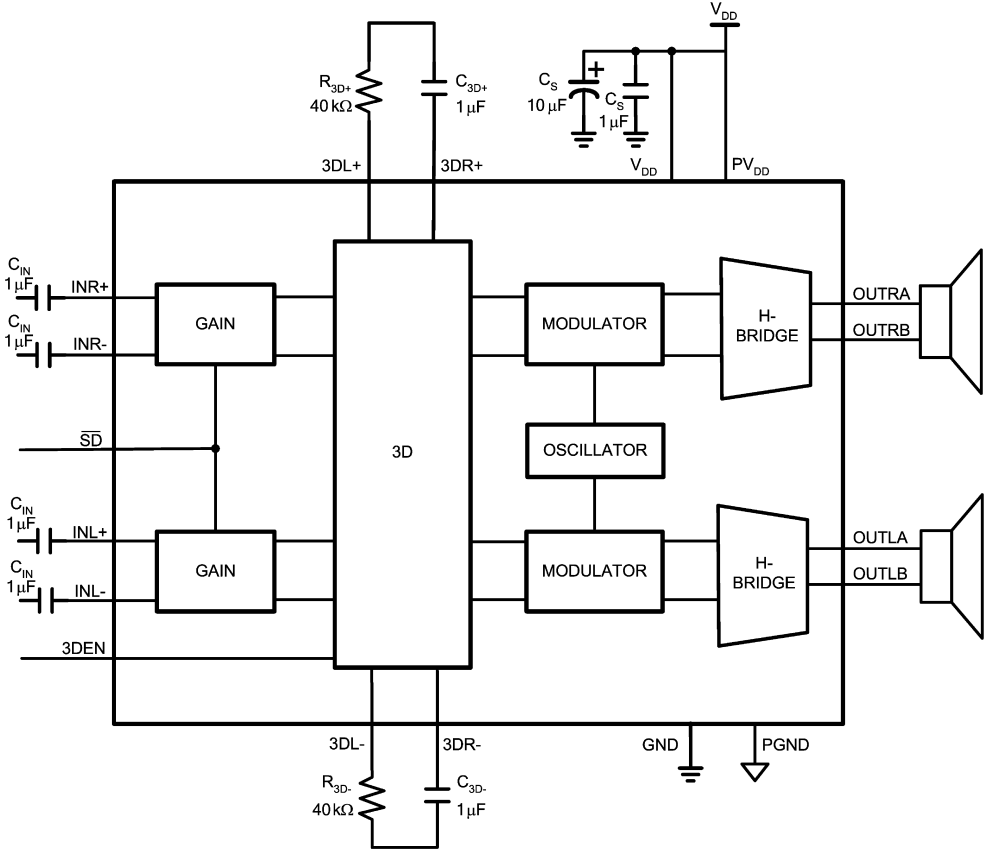 V_DD
R_3D+
40 kΩ
C_3D+
1 µF
+
C_S
10 µF
C_S
1 µF
3DL+
3DR+
V_DD
PV_DD
C_IN
1 µF
INR+
GAIN
MODULATOR
H-
BRIDGE
OUTRA
C_IN
1 µF
INR-
OUTRB
SD
3D
OSCILLATOR
C_IN
1 µF
INL+
GAIN
MODULATOR
H-
BRIDGE
OUTLA
C_IN
1 µF
INL-
OUTLB
3DEN
3DL-
3DR-
GND
PGND
R_3D-
40 kΩ
C_3D-
1 µF